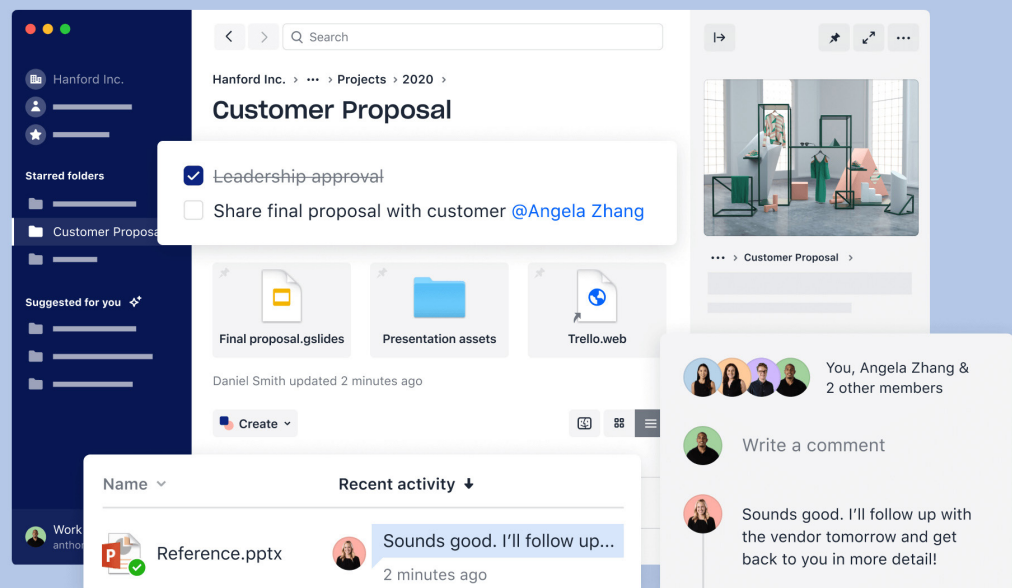 Hanford Inc.
Starred folders
Customer Proposa
Suggested for you
Work
antho
Search
Hanford Inc. > ••• > Projects > 2020 >
Customer Proposal
Leadership approval
Share final proposal with customer @Angela Zhang
Final proposal.gslides
Presentation assets
Trello.web
Daniel Smith updated 2 minutes ago
Create
Name
Recent activity
P
Reference.pptx
Sounds good. I’ll follow up...
2 minutes ago
••• > Customer Proposal >
You, Angela Zhang &
2 other members
Write a comment
Sounds good. I’ll follow up with
the vendor tomorrow and get
back to you in more detail!